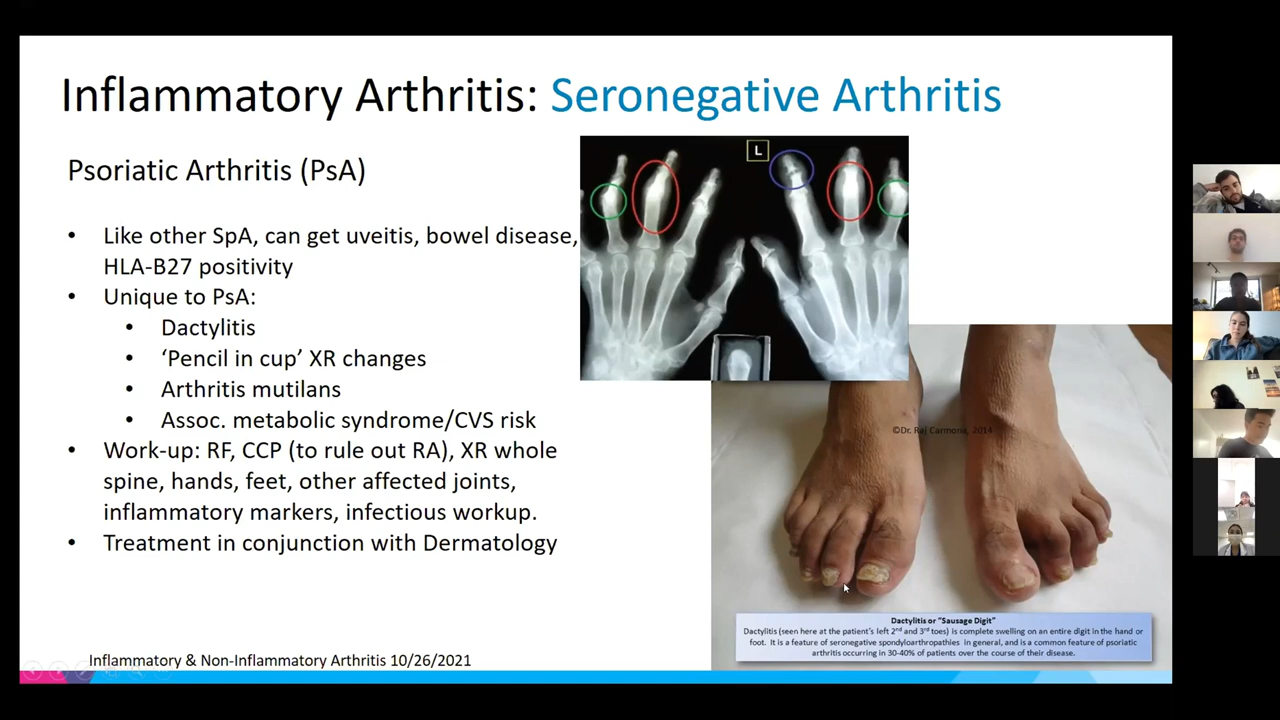 Inflammatory Arthritis: Seronegative Arthritis
Psoriatic Arthritis (PsA)
• Like other SpA, can get uveitis, bowel disease,
HLA-B27 positivity
• Unique to PsA:
• Dactylitis
• ‘Pencil in cup’ XR changes
• Arthritis mutilans
• Assoc. metabolic syndrome/CVS risk
• Work-up: RF, CCP (to rule out RA), XR whole
spine, hands, feet, other affected joints,
inflammatory markers, infectious workup.
• Treatment in conjunction with Dermatology
L
©Dr. Raj Carmona, 2014
Dactylitis or "Sausage Digit"
Dactylitis (seen here at the patient's left 2nd and 3rd toes) is complete swelling on an entire digit in the hand or
foot. It is a feature of seronegative spondyloarthropathies in general, and is a common feature of psoriatic
arthritis occurring in 30-40% of patients over the course of their disease.
Inflammatory & Non-Inflammatory Arthritis 10/26/2021